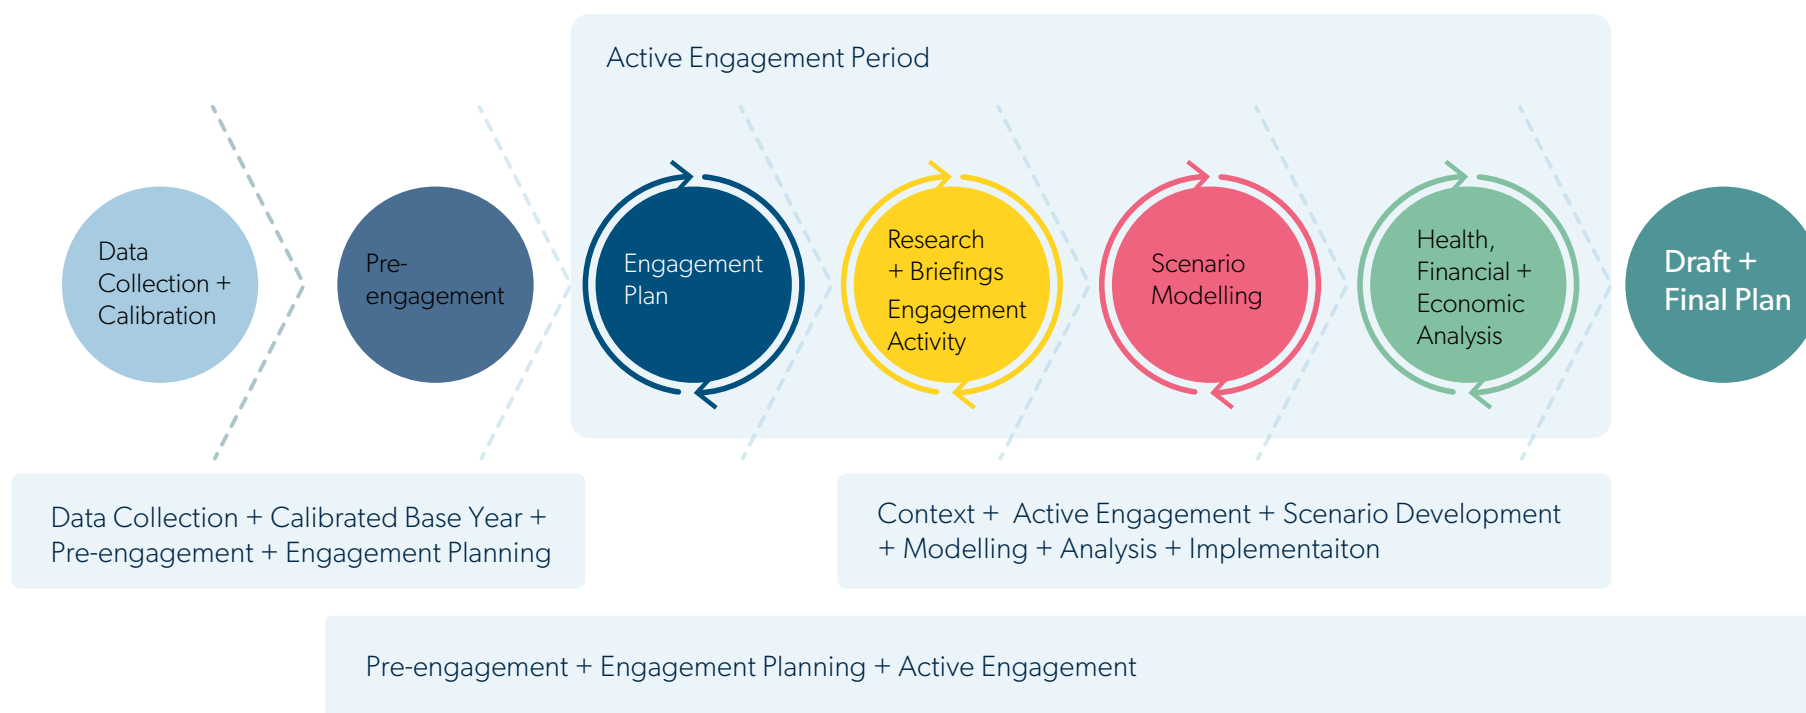 Active Engagement Period
Data
Collection +
Calibration
Pre-
engagement
Engagement
Plan
Research
+ Briefings
Engagement
Activity
Scenario
Modelling
Health,
Financial +
Economic
Analysis
Draft +
Final Plan
Data Collection + Calibrated Base Year +
Pre-engagement + Engagement Planning
Context + Active Engagement + Scenario Development
+ Modelling + Analysis + Implementaiton
Pre-engagement + Engagement Planning + Active Engagement